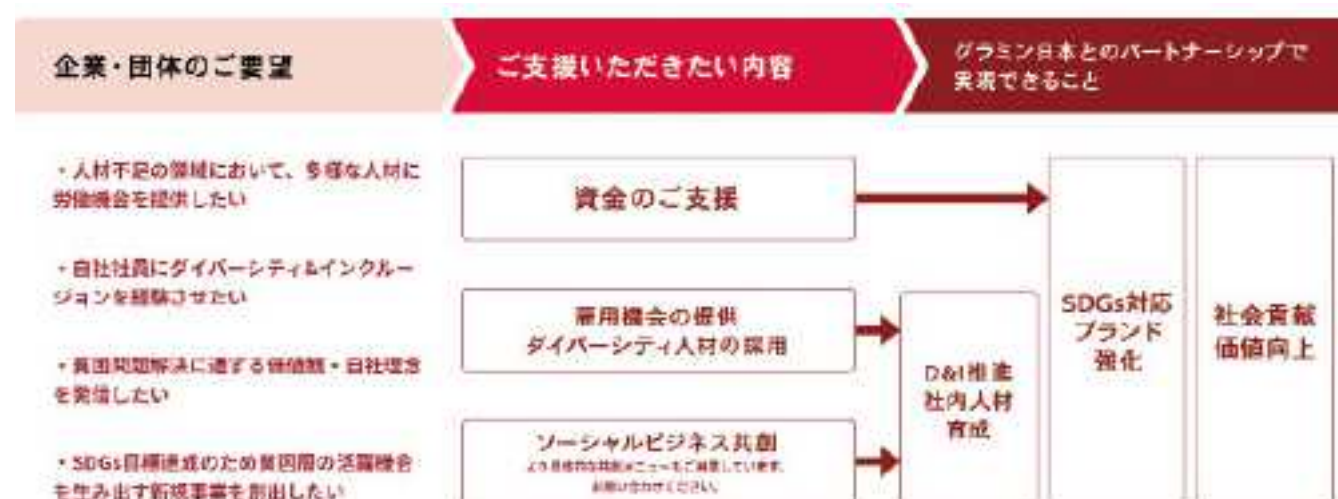 企業・団体のご要望
ご支援いただきたい内容
グラミン日本とのパートナーシップで
実現できること
・人材不足の領域において、多様な人材に
労働機会を提供したい
・自社社員にダイバーシティ&インクルー
ジョンを経験させたい
・貧困問題解決に通ずる価値観・自社理念
を発信したい
・SDGs目標達成のため貧困層の活躍機会
を生み出す新規事業を創出したい
資金のご支援
雇用機会の提供
ダイバーシティ人材の採用
ソーシャルビジネス共創
お問い合わせください。
D&I推進
社内人材
育成
SDGs対応
ブランド
強化
社会貢献
価値向上